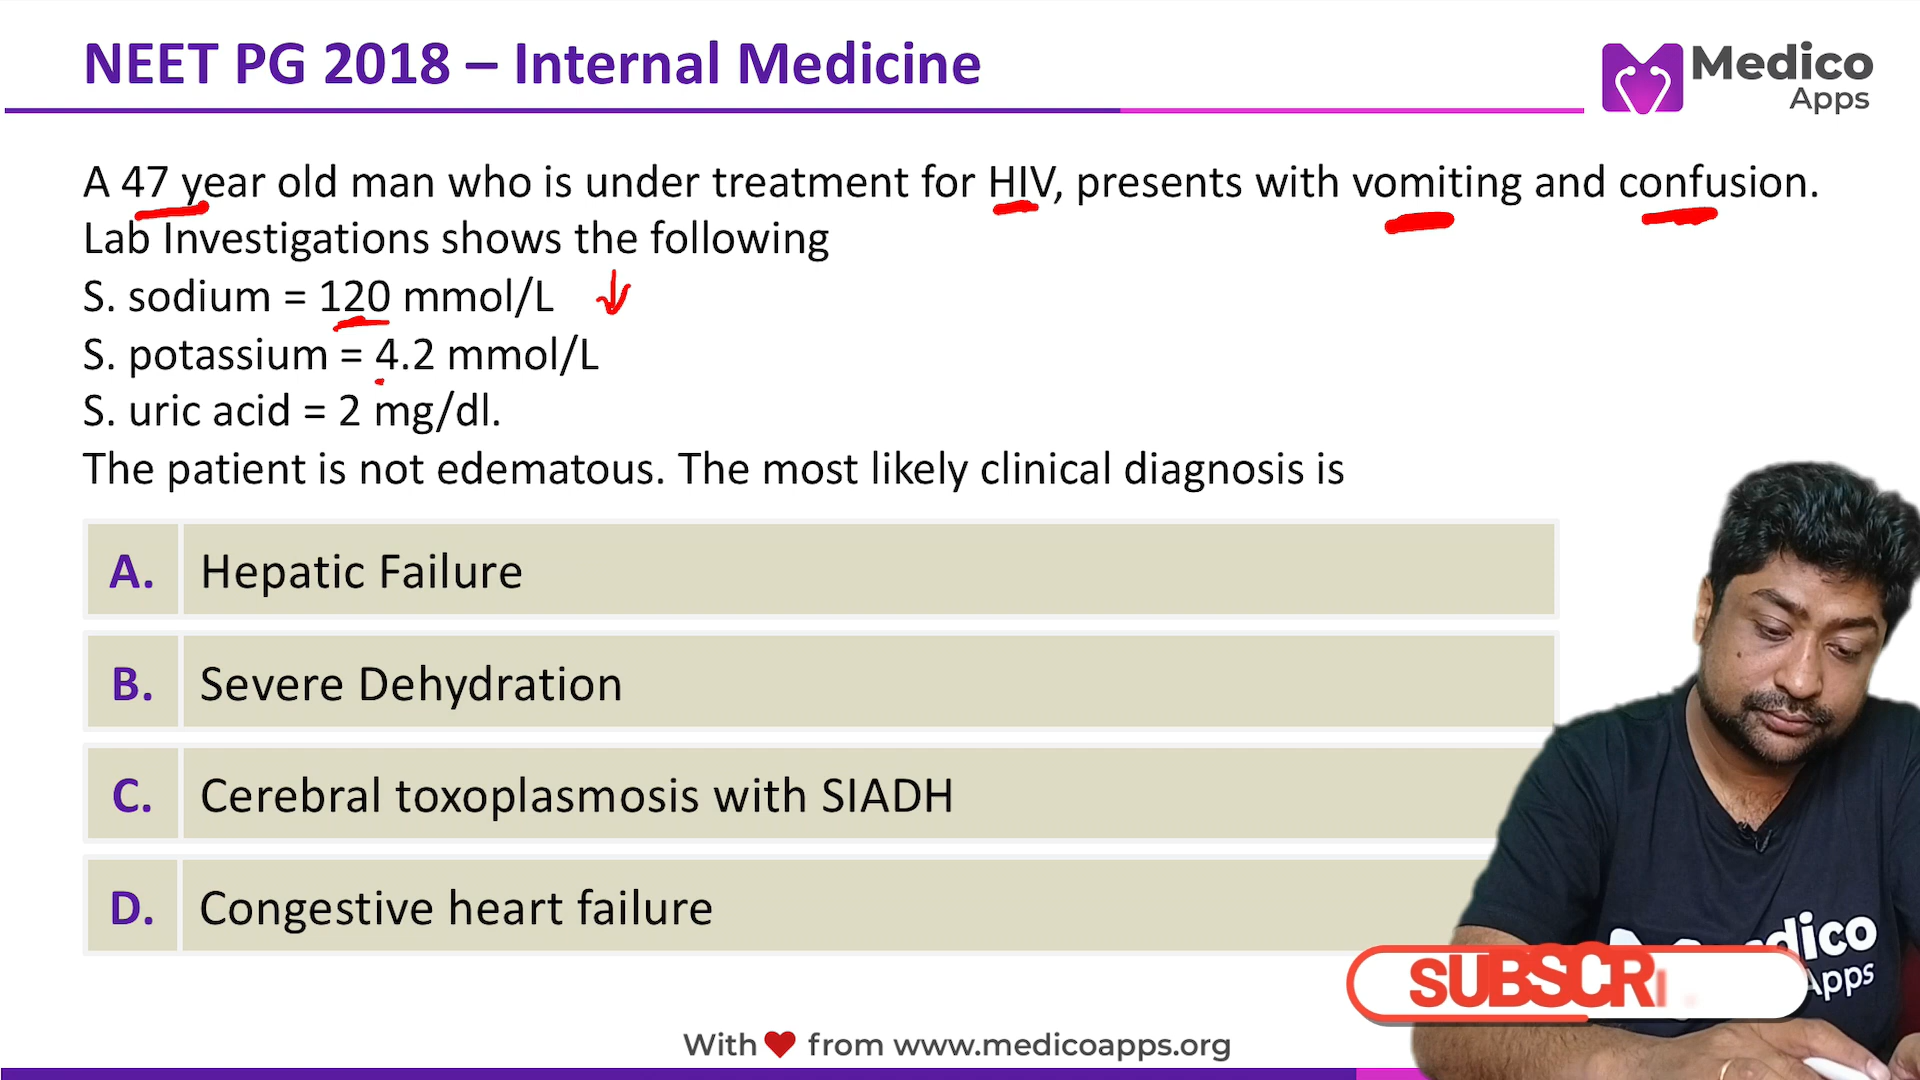 NEET PG 2018 – Internal Medicine
Medico
Apps
A 47 year old man who is under treatment for HIV, presents with vomiting and confusion.
Lab Investigations shows the following
S. sodium = 120 mmol/L
S. potassium = 4.2 mmol/L
S. uric acid = 2 mg/dl.
The patient is not edematous. The most likely clinical diagnosis is
A. Hepatic Failure
B. Severe Dehydration
C. Cerebral toxoplasmosis with SIADH
D. Congestive heart failure
dico
Apps
SUBSCRI
With ❤ from www.medicoapps.org